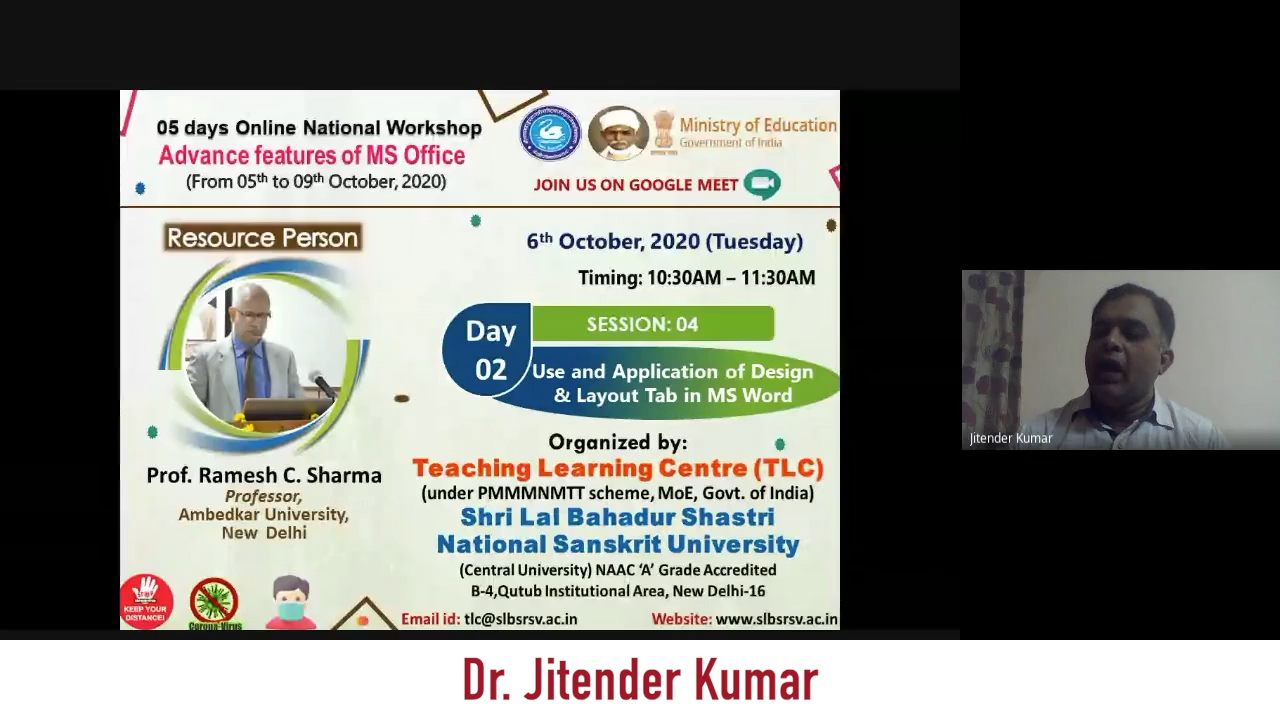 05 days Online National Workshop
Advance features of MS Office
(From 05th to 09th October, 2020)
Ministry of Education
Government of India
JOIN US ON GOOGLE MEET
Resource Person
6th October, 2020 (Tuesday)
Timing: 10:30AM – 11:30AM
Day
02
SESSION: 04
Use and Application of Design
& Layout Tab in MS Word
Prof. Ramesh C. Sharma
Professor,
Ambedkar University,
New Delhi
Organized by:
Teaching Learning Centre (TLC)
(under PMMMNMTT scheme, MoE, Govt. of India)
Shri Lal Bahadur Shastri
National Sanskrit University
(Central University) NAAC ‘A’ Grade Accredited
B-4,Qutub Institutional Area, New Delhi-16
Email id: tlc@slbsrsv.ac.in
Website: www.slbsrsv.ac.in
KEEP YOUR
DISTANCE!
Corona-Virus
Jitender Kumar
Dr. Jitender Kumar